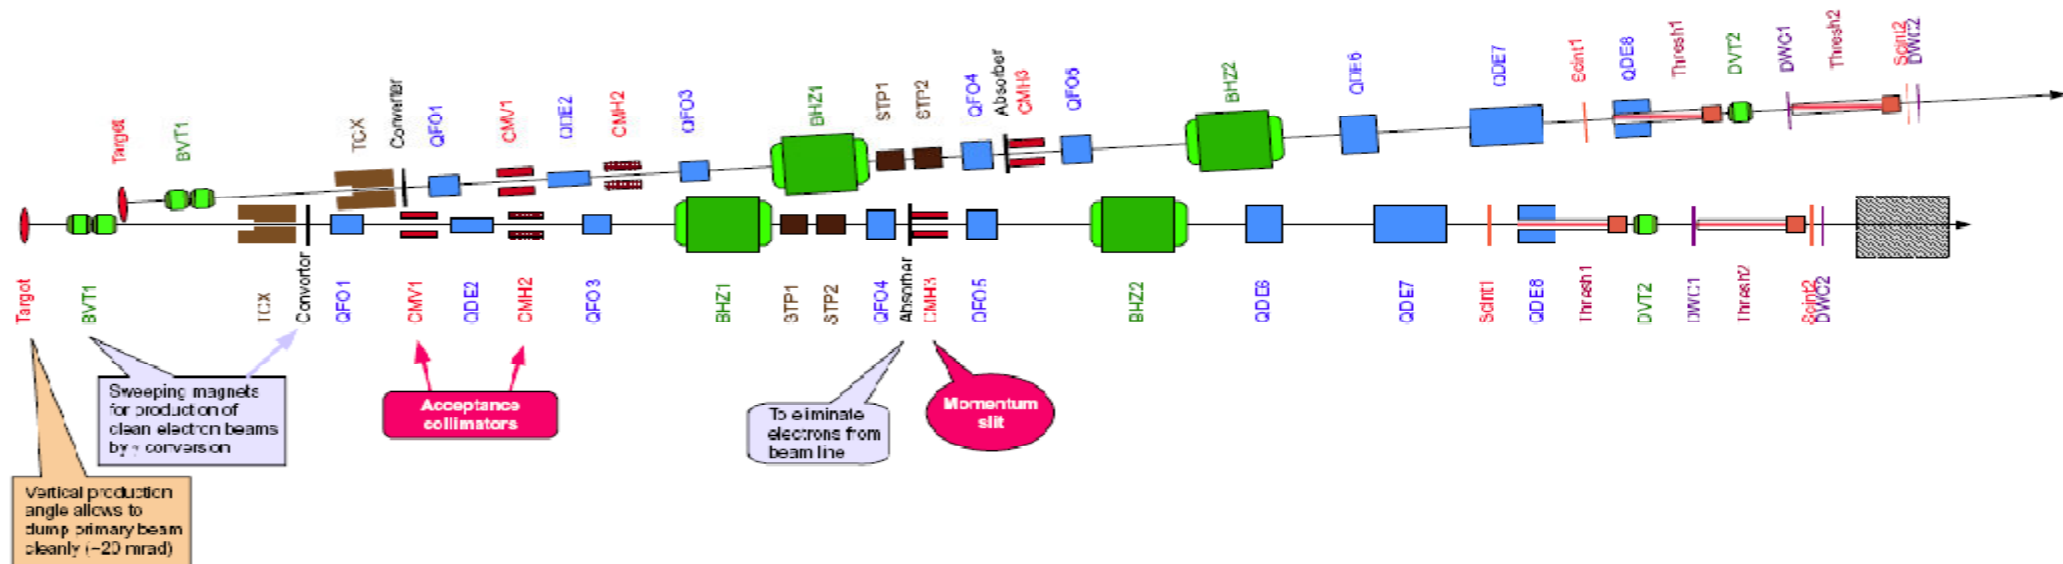 Target
BVT1
TCX
Converter
QFO1
CMV1
QDE2
CMH2
QFO3
BHZ1
STP1
STP2
QFO4
Absorber
CMH3
QFO5
BHZ2
QDE6
QDE7
Scint1
QDE8
Thresh1
DVT2
DWC1
Thresh2
Scint2
DWC2
Target
BVT1
TCX
Convertor
QFO1
CMV1
QDE2
CMH2
QFO3
BHZ1
STP1
STP2
QFO4
Absorber
CMH3
QFO5
BHZ2
QDE6
QDE7
Scint1
QDE8
Thresh1
DVT2
DWC1
Thresh2
Scint2
DWC2
Sweeping magnets
for production of
clean electron beams
by γ conversion
Acceptance
collimators
To eliminate
electrons from
beam line
Momentum
slit
Vertical production
angle allows to
dump primary beam
cleanly (~20 mrad)